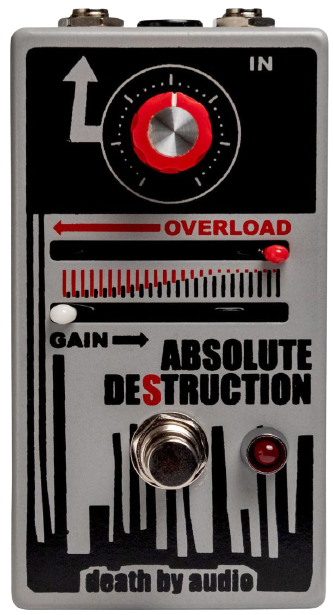 IN
OVERLOAD
GAIN
ABSOLUTE
DESTRUCTION
death by audio